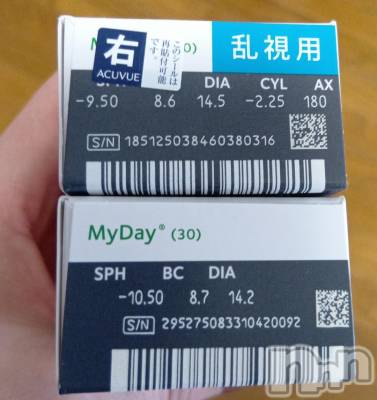 右
ACUVUE
このシールは
再貼付可能
です。
乱視用
DIA CYL AX
-9.50 8.6 14.5 -2.25 180
S/N 185125038460380316
MyDay® (30)
SPH BC DIA
-10.50 8.7 14.2
S/N 295275083310420092